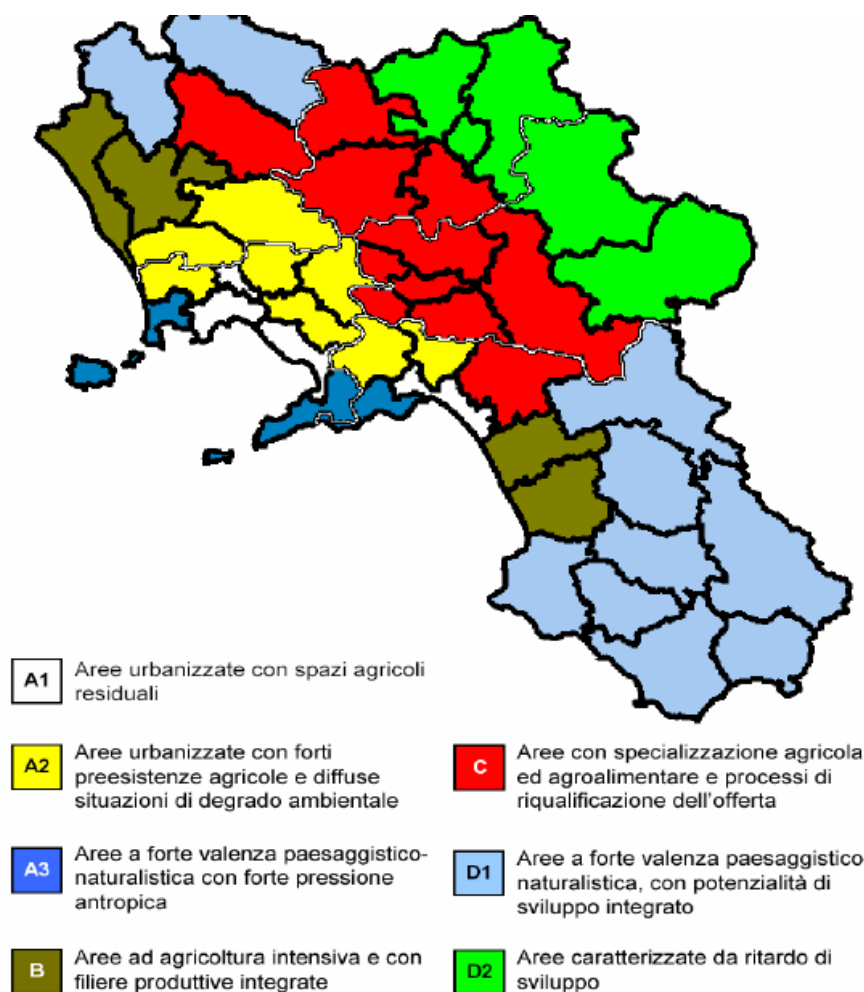 A1
Aree urbanizzate con spazi agricoli
residuali
A2
Aree urbanizzate con forti
preesistenze agricole e diffuse
situazioni di degrado ambientale
A3
Aree a forte valenza paesaggistico-
naturalistica con forte pressione
antropica
B
Aree ad agricoltura intensiva e con
filiere produttive integrate
C
Aree con specializzazione agricola
ed agroalimentare e processi di
riqualificazione dell'offerta
D1
Aree a forte valenza paesaggistico
naturalistica, con potenzialità di
sviluppo integrato
D2
Aree caratterizzate da ritardo di
sviluppo